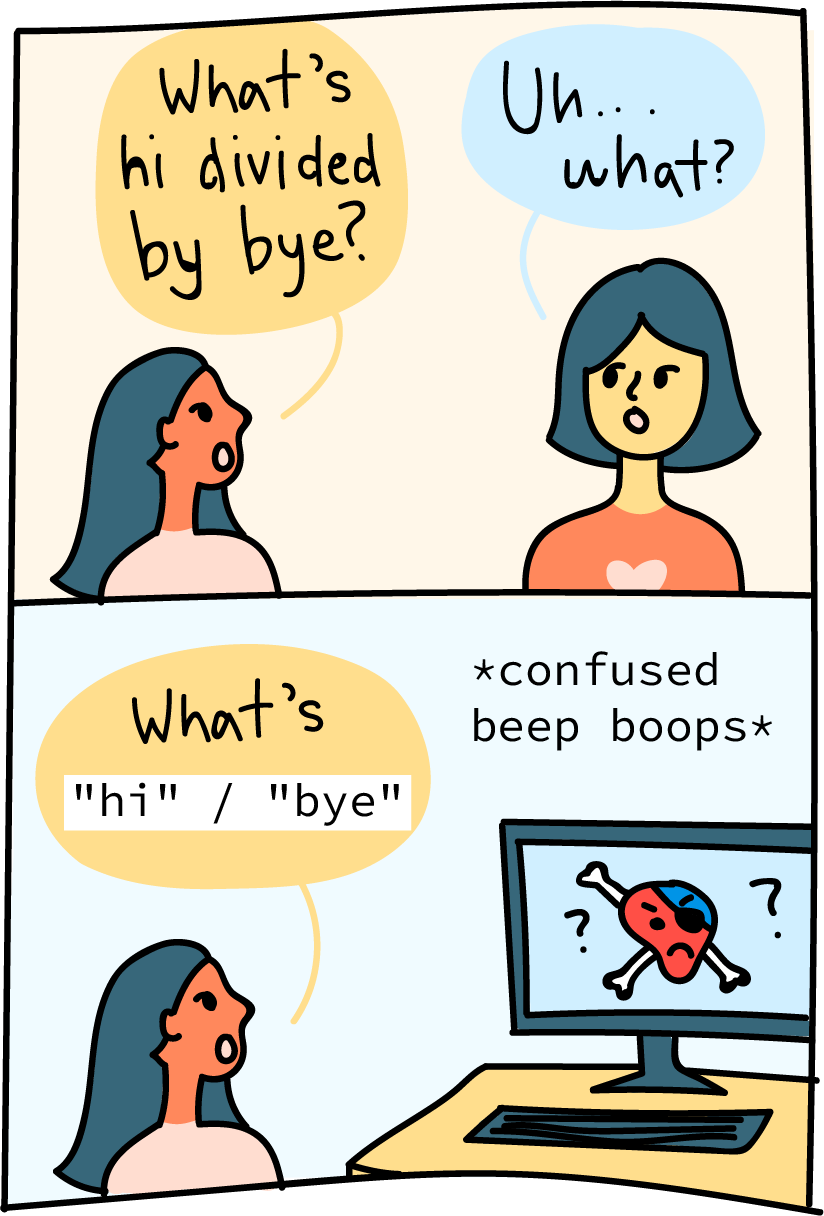 What's
hi divided
by bye?
Uh...
what?
What's
"hi" / "bye"
*confused
beep boops*
?
?